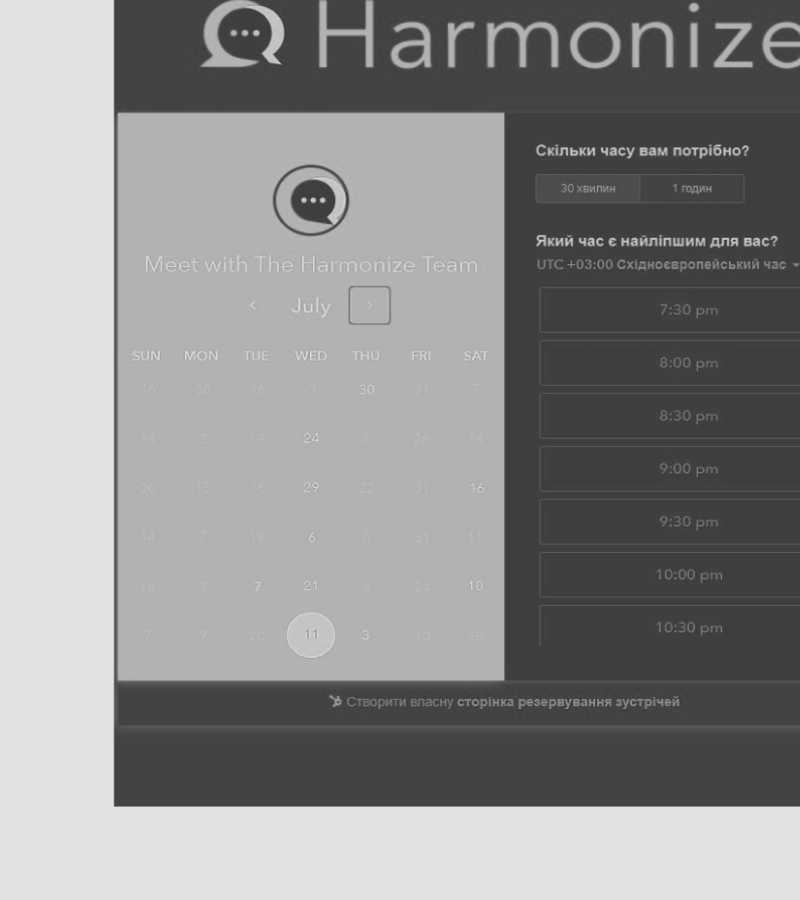 Harmonize
Meet with The Harmonize Team
‹ July ›
SUN MON TUE WED THU FRI SAT
16 30 16 3 30 31 7
14 3 19 24 6 26 14
20 15 16 29 22 31 16
14 7 19 6 8 31 11
18 3 7 21 8 24 10
7 9 20 11 3 10 28
Скільки часу вам потрібно?
30 хвилин 1 годин
Який час є найліпшим для вас?
UTC +03:00 Східноєвропейський час
7:30 pm
8:00 pm
8:30 pm
9:00 pm
9:30 pm
10:00 pm
10:30 pm
Створити власну сторінка резервування зустрічей